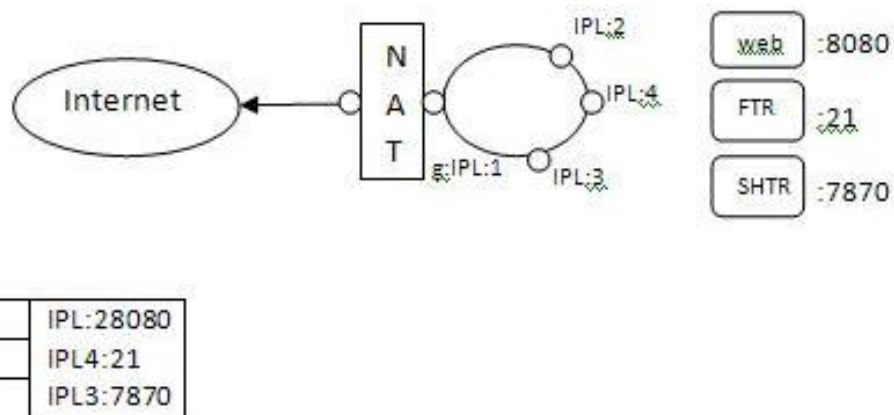 IPL:2
web :8080
N
Internet
A
IPL:4
FTR :21
T
g:IPL:1
IPL:3
SHTR :7870
IPL:28080
IPL4:21
IPL3:7870